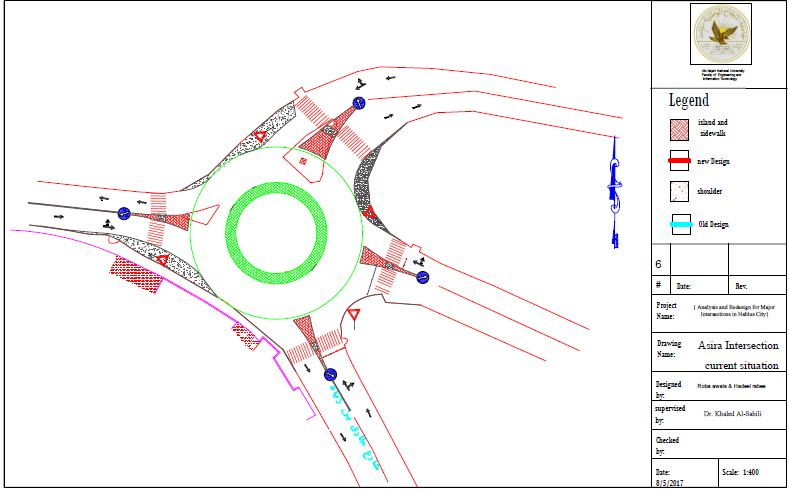 An-Najah National University
Faculty of Engineering and
Information Technology
Legend
island and
sidewalk
new Design
shoulder
Old Design
6
#
Date:
Rev.
Project
Name:
( Analysis and Redesign for Major
Intersections in Nablus City)
Drawing
Name:
Asira Intersection
current situation
Designed
by:
Roba awais & Hadeel rabee
supervised
by:
Dr. Khaled Al-Sahili
Checked
by:
Date:
8/5/2017
Scale: 1:400